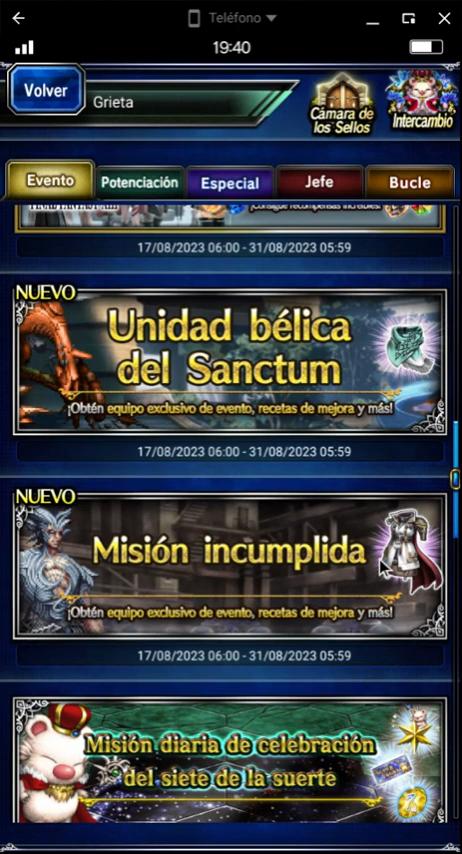 Teléfono
19:40
Volver
Grieta
Cámara de
los Sellos
Intercambio
Evento
Potenciación
Especial
Jefe
Bucle
¡Consigue recompensas increíbles!
17/08/2023 06:00 - 31/08/2023 05:59
NUEVO
Unidad bélica
del Sanctum
¡Obtén equipo exclusivo de evento, recetas de mejora y más!
17/08/2023 06:00 - 31/08/2023 05:59
NUEVO
Misión incumplida
¡Obtén equipo exclusivo de evento, recetas de mejora y más!
17/08/2023 06:00 - 31/08/2023 05:59
Misión diaria de celebración
del siete de la suerte